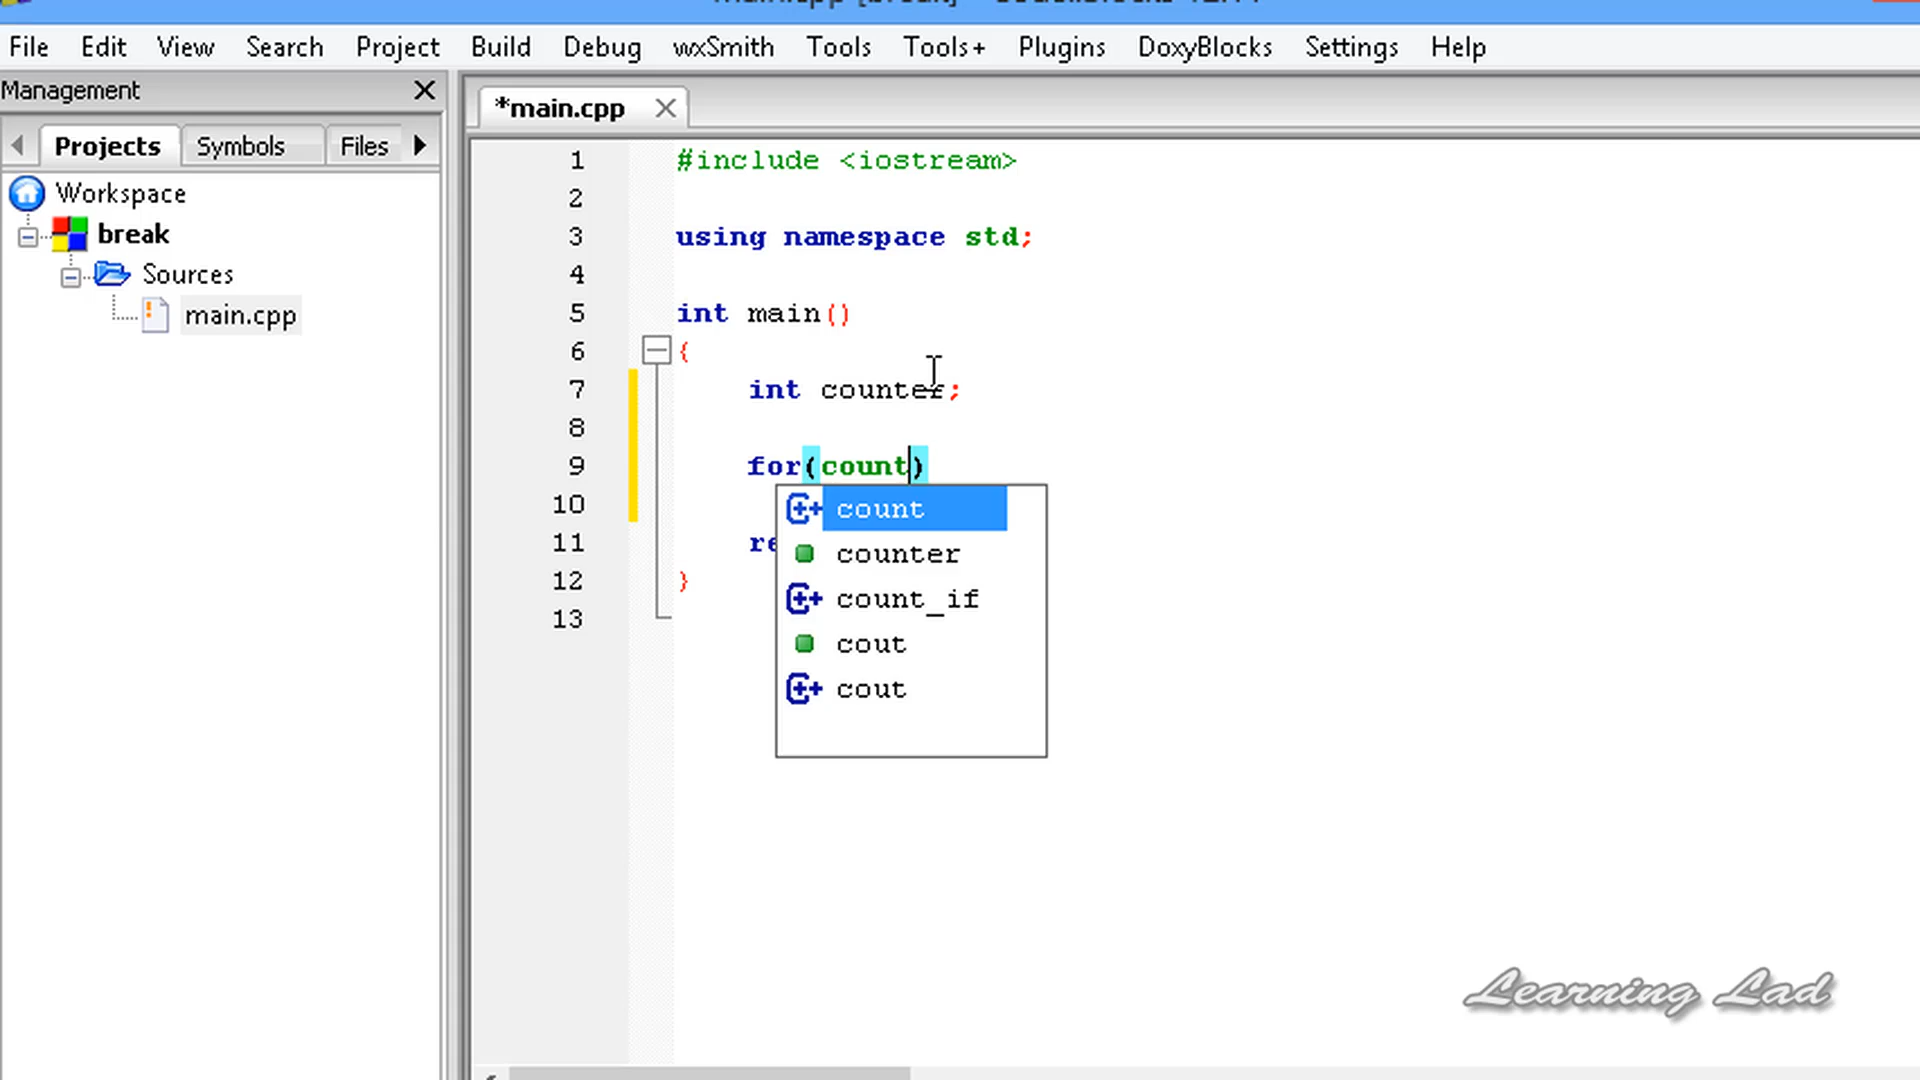 File Edit View Search Project Build Debug wxSmith Tools Tools+ Plugins DoxyBlocks Settings Help
Management
*main.cpp
Projects Symbols Files
Workspace
break
Sources
main.cpp
1 #include <iostream>
2
3 using namespace std;
4
5 int main()
6 {
7 int counter;
8
9 for(count)
10
11 re
12 }
13
count
counter
count_if
cout
cout
Learning Lad